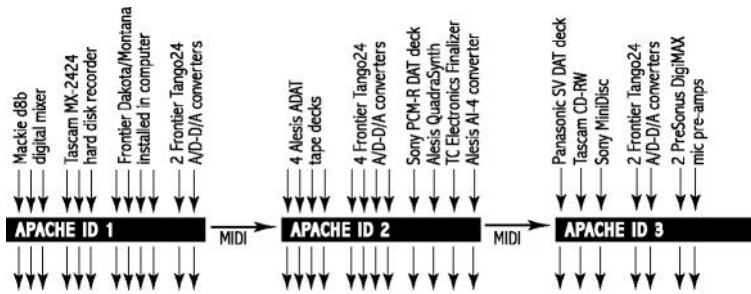 Mackie d8b
digital mixer
Tascam MX-2424
hard disk recorder
Frontier Dakota/Montana
installed in computer
2 Frontier Tango24
A/D-D/A converters
4 Alesis ADAT
tape decks
4 Frontier Tango24
A/D-D/A converters
Sony PCM-R DAT deck
Alesis QuadraSynth
TC Electronics Finalizer
Alesis AI-4 converter
Panasonic SV DAT deck
Tascam CD-RW
Sony MiniDisc
2 Frontier Tango24
A/D-D/A converters
2 PreSonus DigiMAX
mic pre-amps
APACHE ID 1
MIDI
APACHE ID 2
MIDI
APACHE ID 3